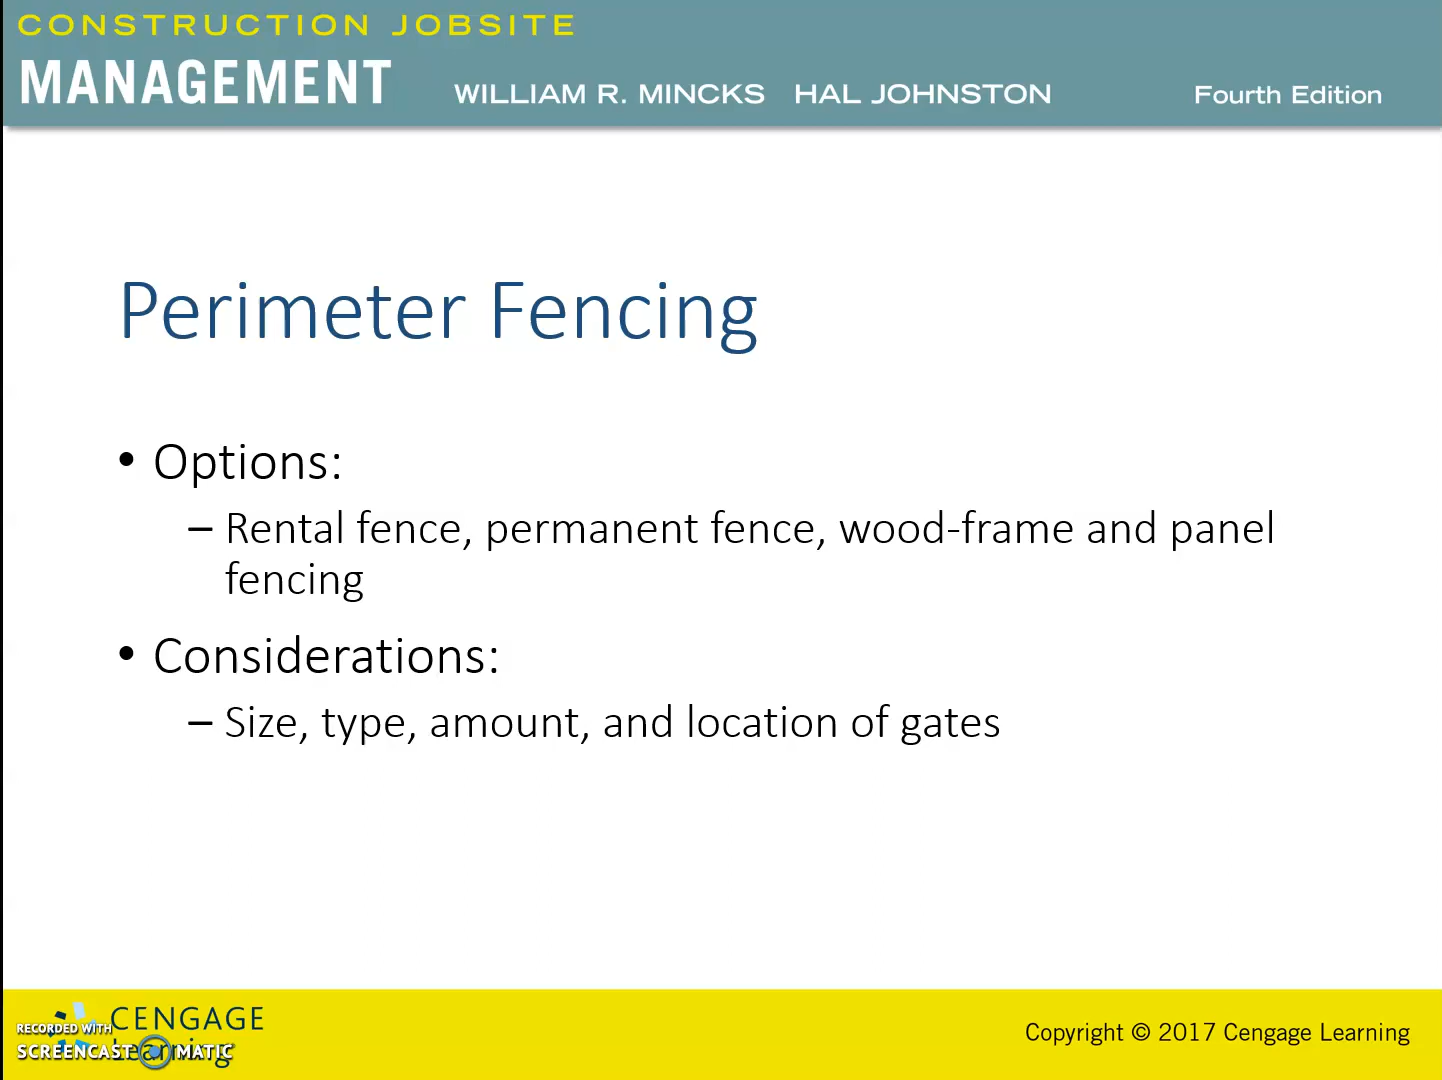 CONSTRUCTION JOBSITE
MANAGEMENT WILLIAM R. MINCKS HAL JOHNSTON Fourth Edition
Perimeter Fencing
• Options:
– Rental fence, permanent fence, wood-frame and panel
fencing
• Considerations:
– Size, type, amount, and location of gates
CENGAGE
Learning
RECORDED WITH
SCREENCAST MATIC
Copyright © 2017 Cengage Learning